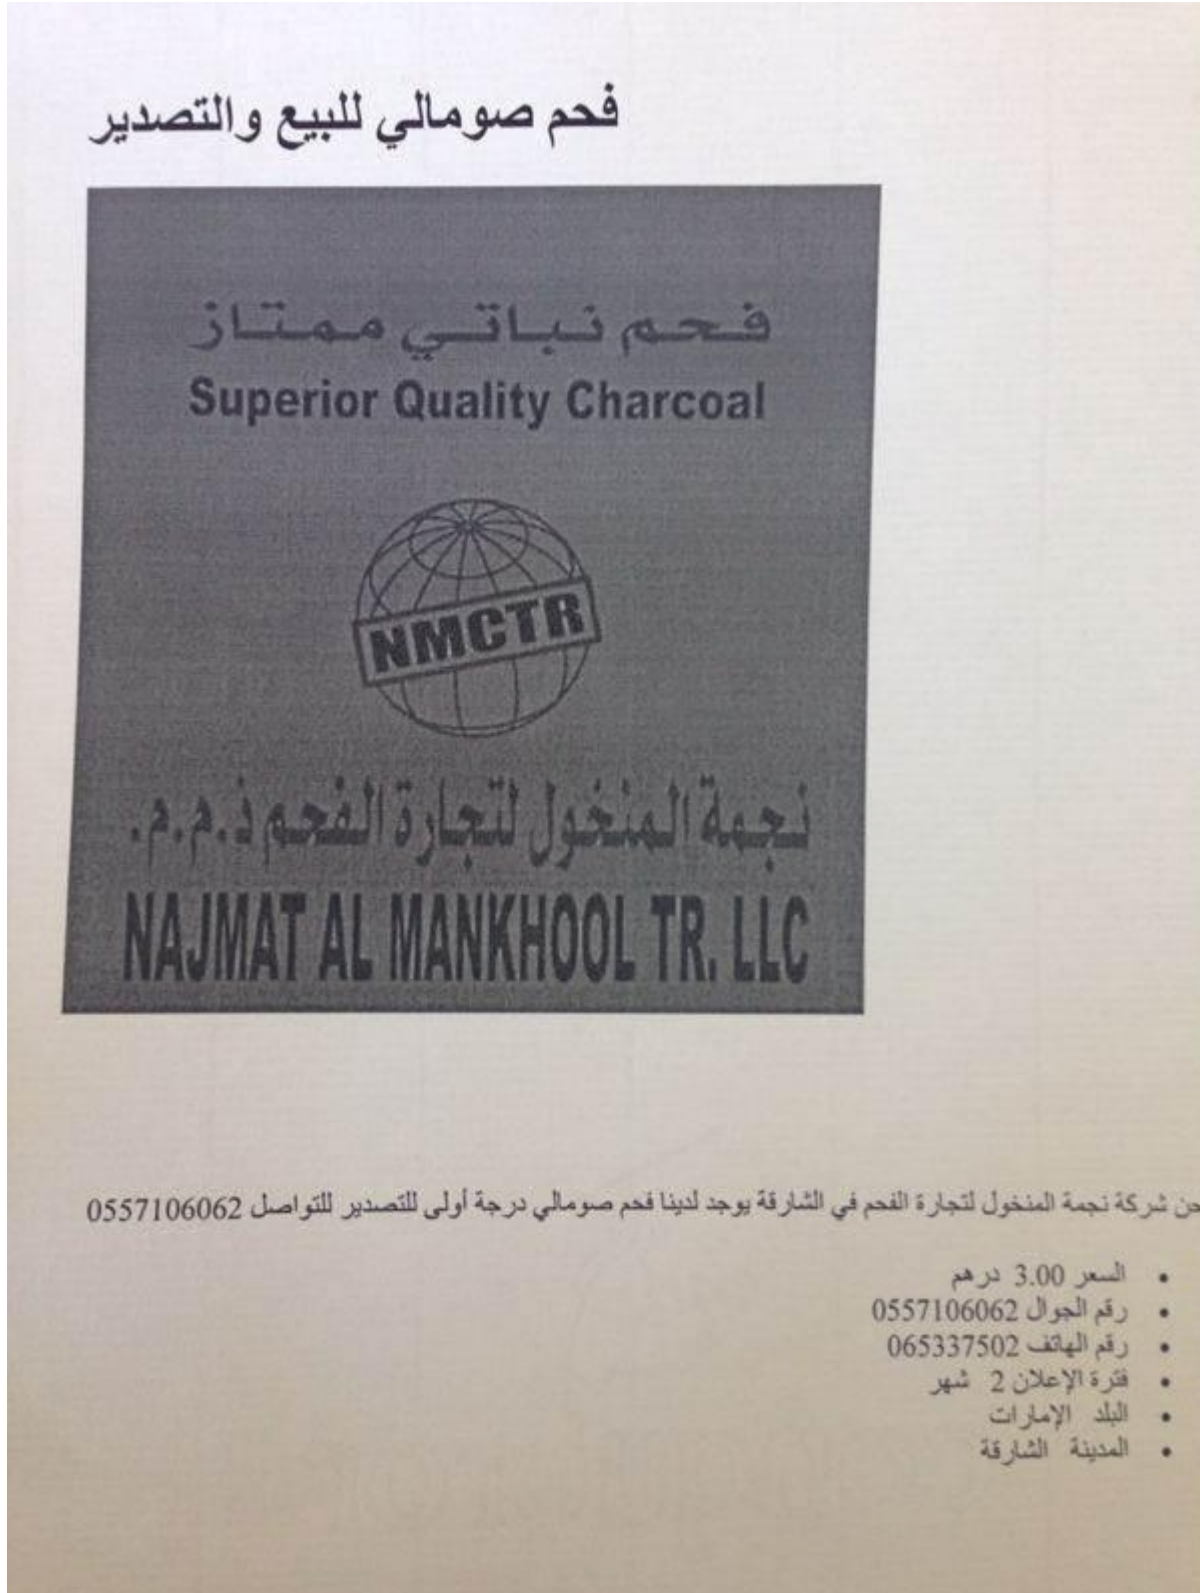 فحم صومالي للبيع والتصدير
فحم نباتي ممتاز
Superior Quality Charcoal
NMCTR
نجمة المنخول لتجارة الفحم ذ.م.م.
NAJMAT AL MANKHOOL TR. LLC
حن شركة نجمة المنخول لتجارة الفحم في الشارقة يوجد لدينا فحم صومالي درجة أولى للتصدير للتواصل 0557106062
• السعر 3.00 درهم
• رقم الجوال 0557106062
• رقم الهاتف 065337502
• فترة الإعلان 2 شهر
• البلد الإمارات
• المدينة الشارقة